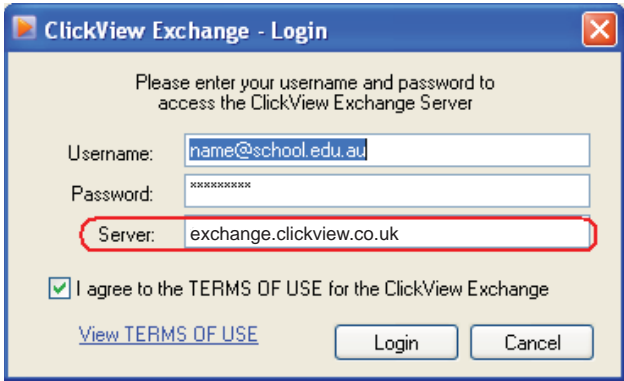 ClickView Exchange - Login
Please enter your username and password to
access the ClickView Exchange Server
Username: name@school.edu.au
Password: *********
Server: exchange.clickview.co.uk
I agree to the TERMS OF USE for the ClickView Exchange
View TERMS OF USE Login Cancel